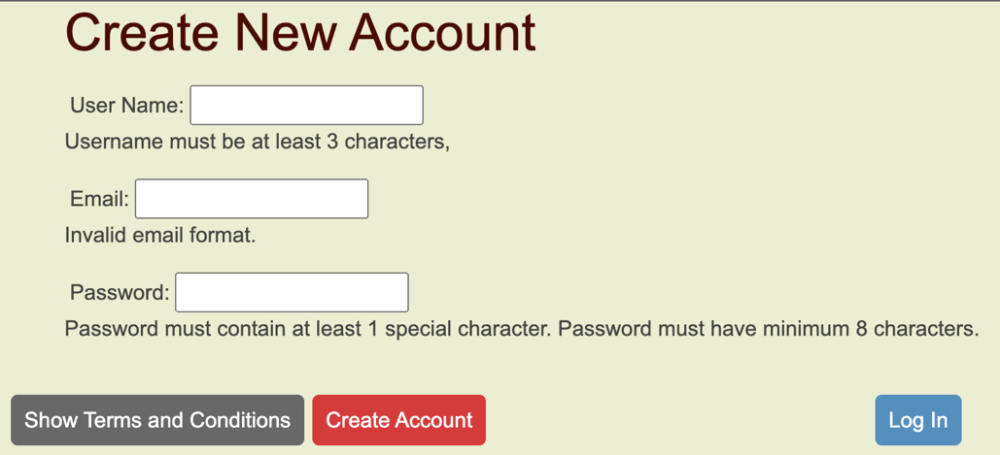 Create New Account
User Name:
Username must be at least 3 characters,
Email:
Invalid email format.
Password:
Password must contain at least 1 special character. Password must have minimum 8 characters.
Show Terms and Conditions Create Account Log In